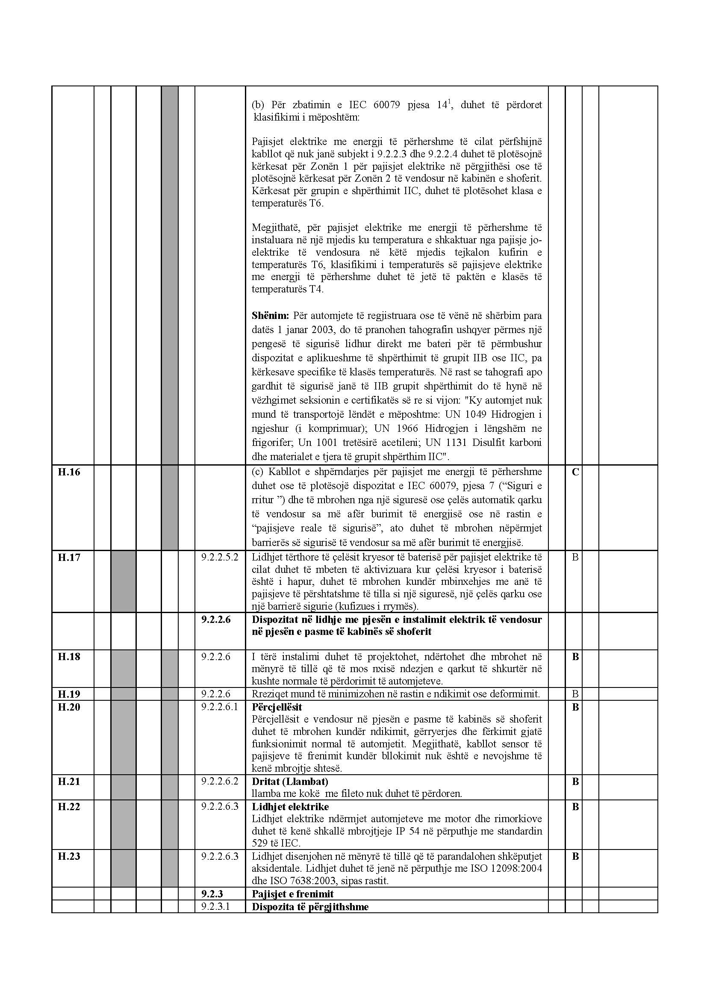 (b) Për zbatimin e IEC 60079 pjesa 14¹, duhet të përdoret
klasifikimi i mëposhtëm:
Pajisjet elektrike me energji të përhershme të cilat përfshijnë
kabllot që nuk janë subjekt i 9.2.2.3 dhe 9.2.2.4 duhet të plotësojnë
kërkesat për Zonën 1 për pajisjet elektrike në përgjithësi ose të
plotësojnë kërkesat për Zonën 2 të vendosur në kabinën e shoferit.
Kërkesat për grupin e shpërthimit IIC, duhet të plotësohet klasa e
temperaturës T6.
Megjithatë, për pajisjet elektrike me energji të përhershme të
instaluara në një mjedis ku temperatura e shkaktuar nga pajisje jo-
elektrike të vendosura në këtë mjedis tejkalon kufirin e
temperaturës T6, klasifikimi i temperaturës së pajisjeve elektrike
me energji të përhershme duhet të jetë të paktën e klasës të
temperaturës T4.
Shënim: Për automjete të regjistruara ose të vënë në shërbim para
datës 1 janar 2003, do të pranohen tahografin ushqyer përmes një
pengesë të sigurisë lidhur direkt me bateri për të përmbushur
dispozitat e aplikueshme të shpërthimit të grupit IIB ose IIC, pa
kërkesave specifike të klasës temperaturës. Në rast se tahografi apo
gardhit të sigurisë janë të IIB grupit shpërthimit do të hynë në
vëzhgimet seksionin e certifikatës së re si vijon: "Ky automjet nuk
mund të transportojë lëndët e mëposhtme: UN 1049 Hidrogjen i
ngjeshur (i komprimuar); UN 1966 Hidrogjen i lëngshëm ne
frigorifer; Un 1001 tretësirë acetileni; UN 1131 Disulfit karboni
dhe materialet e tjera të grupit shpërthim IIC".
H.16 (c) Kabllot e shpërndarjes për pajisjet me energji të përhershme C
duhet ose të plotësojë dispozitat e IEC 60079, pjesa 7 (“Siguri e
rritur ”) dhe të mbrohen nga një siguresë ose çelës automatik qarku
të vendosur sa më afër burimit të energjisë ose në rastin e
“pajisjeve reale të sigurisë”, ato duhet të mbrohen nëpërmjet
barrierës së sigurisë të vendosur sa më afër burimit të energjisë.
H.17 9.2.2.5.2 Lidhjet tërthore të çelësit kryesor të baterisë për pajisjet elektrike të B
cilat duhet të mbeten të aktivizuara kur çelësi kryesor i baterisë
është i hapur, duhet të mbrohen kundër mbinxehjes me anë të
pajisjeve të përshtatshme të tilla si një siguresë, një çelës qarku ose
një barrierë sigurie (kufizues i rrymës).
9.2.2.6 Dispozitat në lidhje me pjesën e instalimit elektrik të vendosur
në pjesën e pasme të kabinës së shoferit
H.18 9.2.2.6 I tërë instalimi duhet të projektohet, ndërtohet dhe mbrohet në B
mënyrë të tillë që të mos nxisë ndezjen e qarkut të shkurtër në
kushte normale të përdorimit të automjeteve.
H.19 9.2.2.6 Rreziqet mund të minimizohen në rastin e ndikimit ose deformimit. B
H.20 9.2.2.6.1 Përcjellësit B
Përcjellësit e vendosur në pjesën e pasme të kabinës së shoferit
duhet të mbrohen kundër ndikimit, gërryerjes dhe fërkimit gjatë
funksionimit normal të automjetit. Megjithatë, kabllot sensor të
pajisjeve të frenimit kundër bllokimit nuk është e nevojshme të
kenë mbrojtje shtesë.
H.21 9.2.2.6.2 Dritat (Llambat) B
llamba me kokë me fileto nuk duhet të përdoren.
H.22 9.2.2.6.3 Lidhjet elektrike B
Lidhjet elektrike ndërmjet automjeteve me motor dhe rimorkiove
duhet të kenë shkallë mbrojtjeje IP 54 në përputhje me standardin
529 të IEC.
H.23 9.2.2.6.3 Lidhjet disenjohen në mënyrë të tillë që të parandalohen shkëputjet B
aksidentale. Lidhjet duhet të jenë në përputhje me ISO 12098:2004
dhe ISO 7638:2003, sipas rastit.
9.2.3 Pajisjet e frenimit
9.2.3.1 Dispozita të përgjithshme